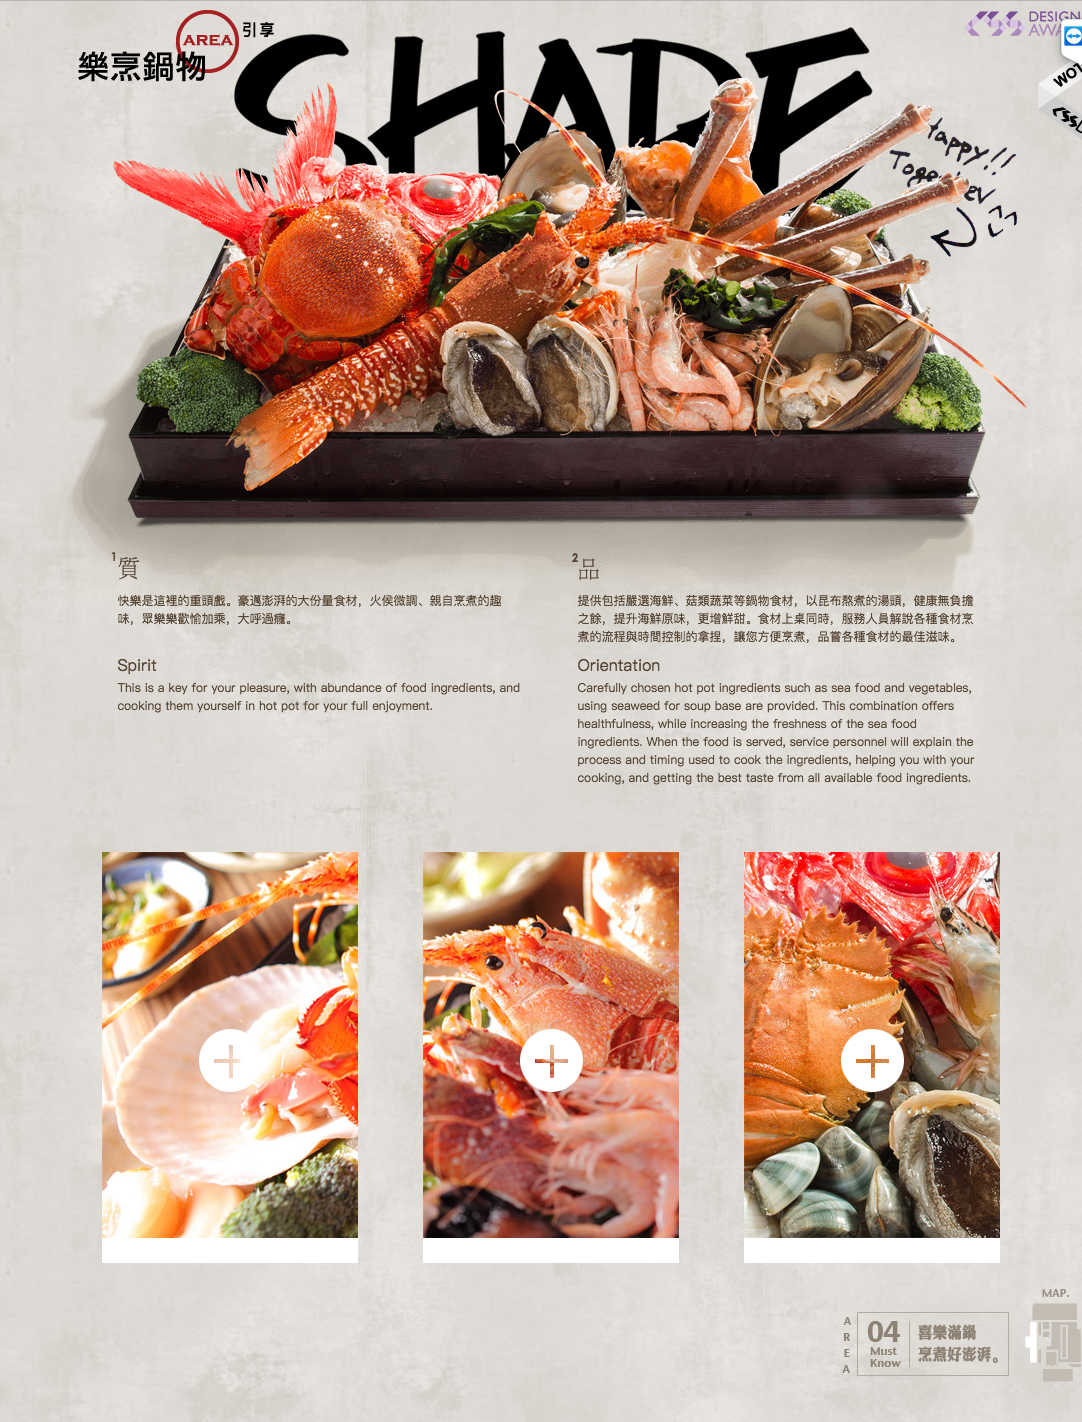 AREA
引享
樂烹鍋物
SHARE
DESIGN
Happy!!
Together
1
質
快樂是這裡的重頭戲。豪邁澎湃的大份量食材，火侯微調、親自烹煮的趣
味，眾樂樂歡愉加乘，大呼過癮。
Spirit
This is a key for your pleasure, with abundance of food ingredients, and
cooking them yourself in hot pot for your full enjoyment.
2
品
提供包括嚴選海鮮、菇類蔬菜等鍋物食材，以昆布熬煮的湯頭，健康無負擔
之餘，提升海鮮原味，更增鮮甜。食材上桌同時，服務人員解說各種食材烹
煮的流程與時間控制的拿捏，讓您方便烹煮，品嘗各種食材的最佳滋味。
Orientation
Carefully chosen hot pot ingredients such as sea food and vegetables,
using seaweed for soup base are provided. This combination offers
healthfulness, while increasing the freshness of the sea food
ingredients. When the food is served, service personnel will explain the
process and timing used to cook the ingredients, helping you with your
cooking, and getting the best taste from all available food ingredients.
MAP.
AREA
04
Must
Know
喜樂滿鍋
烹煮好澎湃。